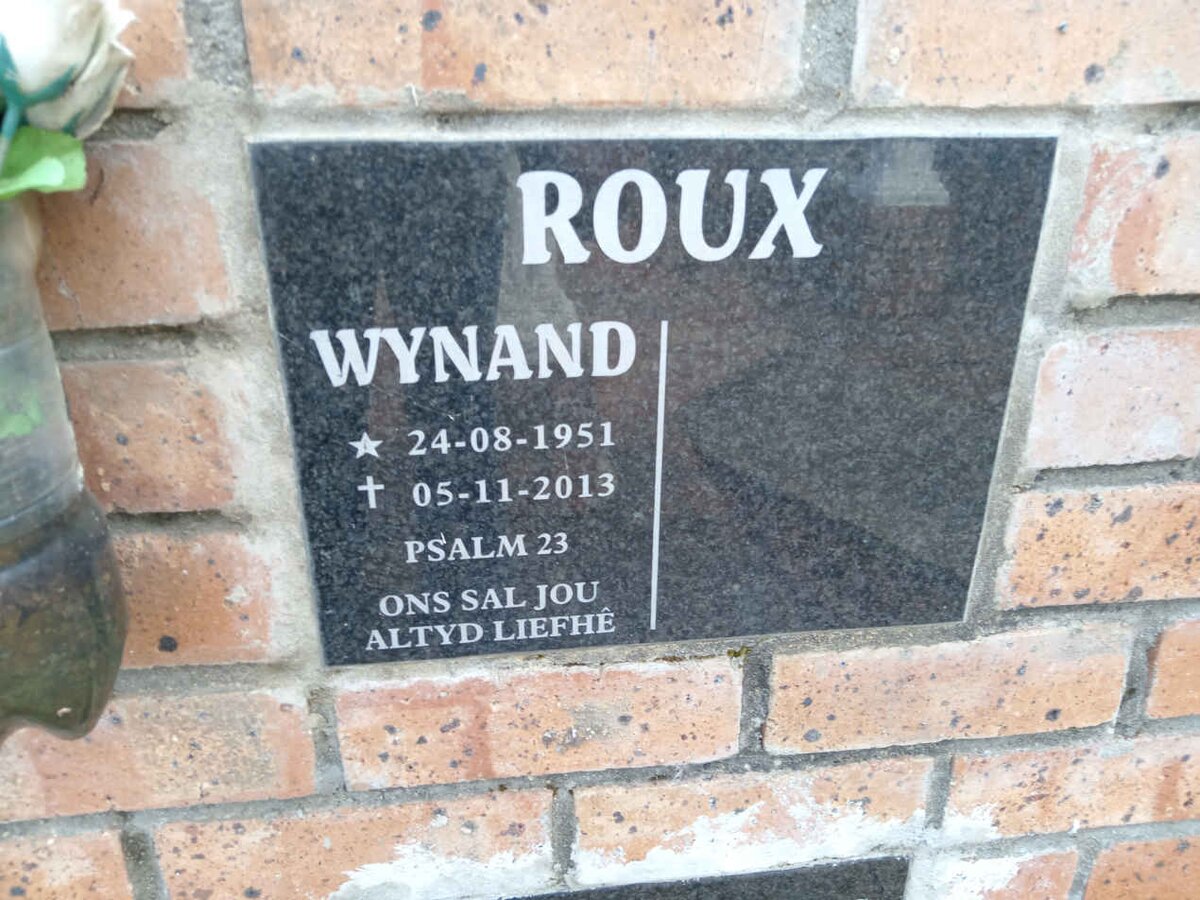 ROUX
WYNAND
★ 24-08-1951
✝ 05-11-2013
PSALM 23
ONS SAL JOU
ALTYD LIEFHÊ